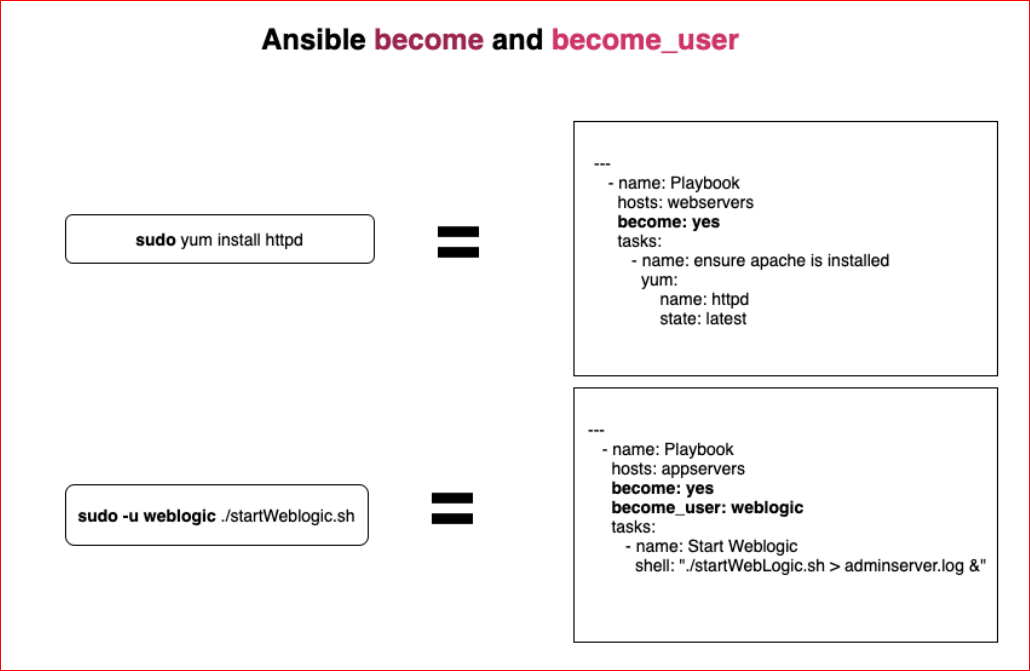 Ansible become and become_user
sudo yum install httpd
---
- name: Playbook
hosts: webservers
become: yes
tasks:
- name: ensure apache is installed
yum:
name: httpd
state: latest
sudo -u weblogic ./startWeblogic.sh
---
- name: Playbook
hosts: appservers
become: yes
become_user: weblogic
tasks:
- name: Start Weblogic
shell: "./startWebLogic.sh > adminserver.log &"